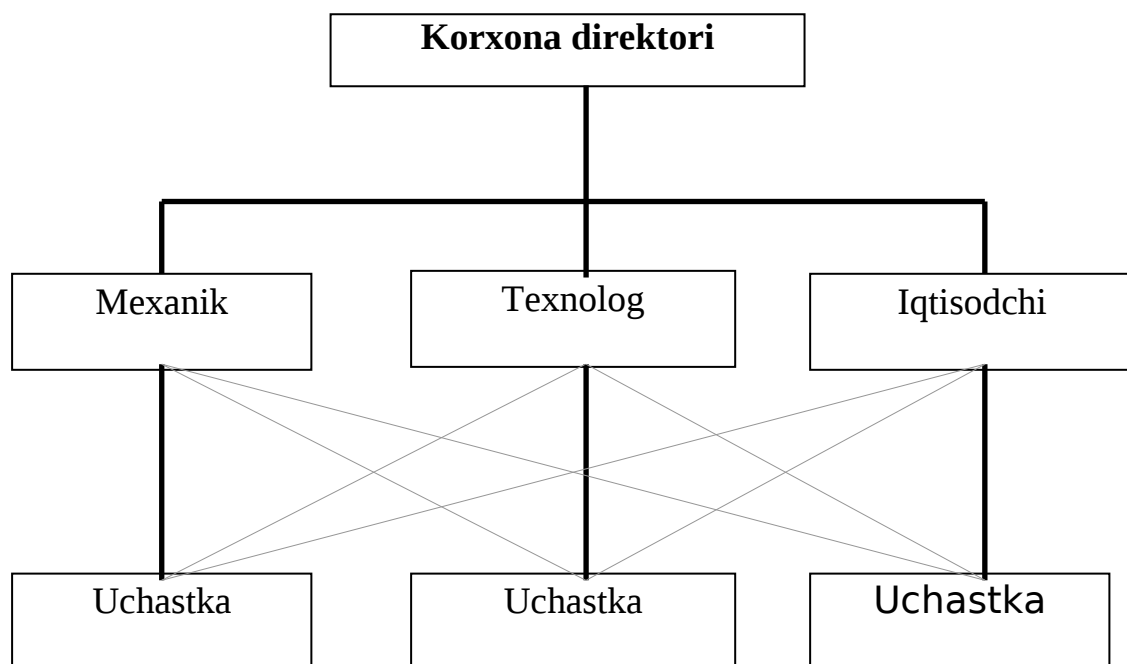 Korxona direktori
Mexanik
Texnolog
Iqtisodchi
Uchastka
Uchastka
Uchastka